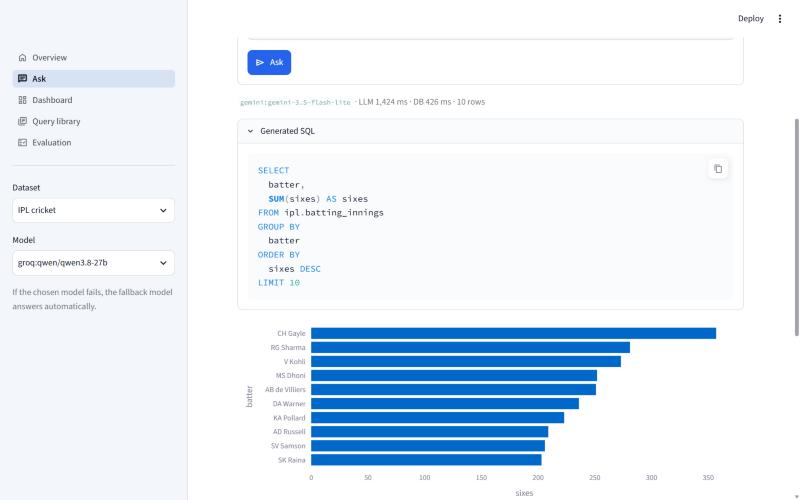 Deploy
Overview
Ask
Dashboard
Query library
Evaluation
Dataset
IPL cricket
Model
groq:qwen/qwen3.8-27b
If the chosen model fails, the fallback model
answers automatically.
Ask
gemini:gemini-3.5-flash-lite · LLM 1,424 ms · DB 426 ms · 10 rows
Generated SQL
SELECT
batter,
SUM(sixes) AS sixes
FROM ipl.batting_innings
GROUP BY
batter
ORDER BY
sixes DESC
LIMIT 10
CH Gayle
RG Sharma
V Kohli
MS Dhoni
AB de Villiers
DA Warner
KA Pollard
AD Russell
SV Samson
SK Raina
batter
0 50 100 150 200 250 300 350
sixes